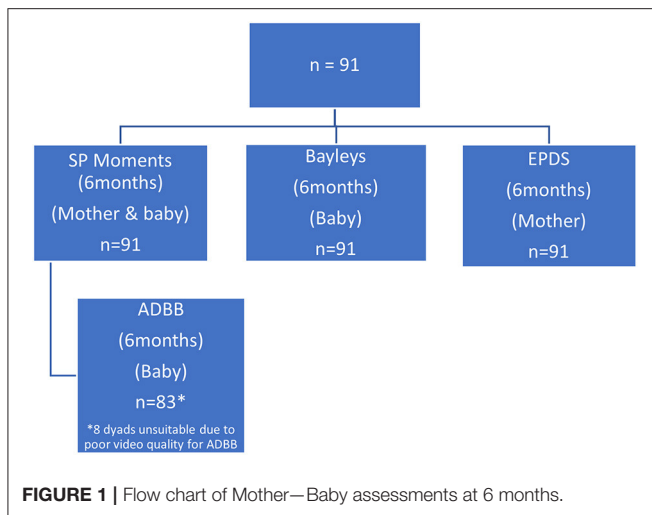 n = 91
SP Moments
(6months)
(Mother & baby)
n=91
Bayleys
(6months)
(Baby)
n=91
EPDS
(6months)
(Mother)
n=91
ADBB
(6months)
(Baby)
n=83*
*8 dyads unsuitable due to
poor video quality for ADBB
FIGURE 1 | Flow chart of Mother—Baby assessments at 6 months.